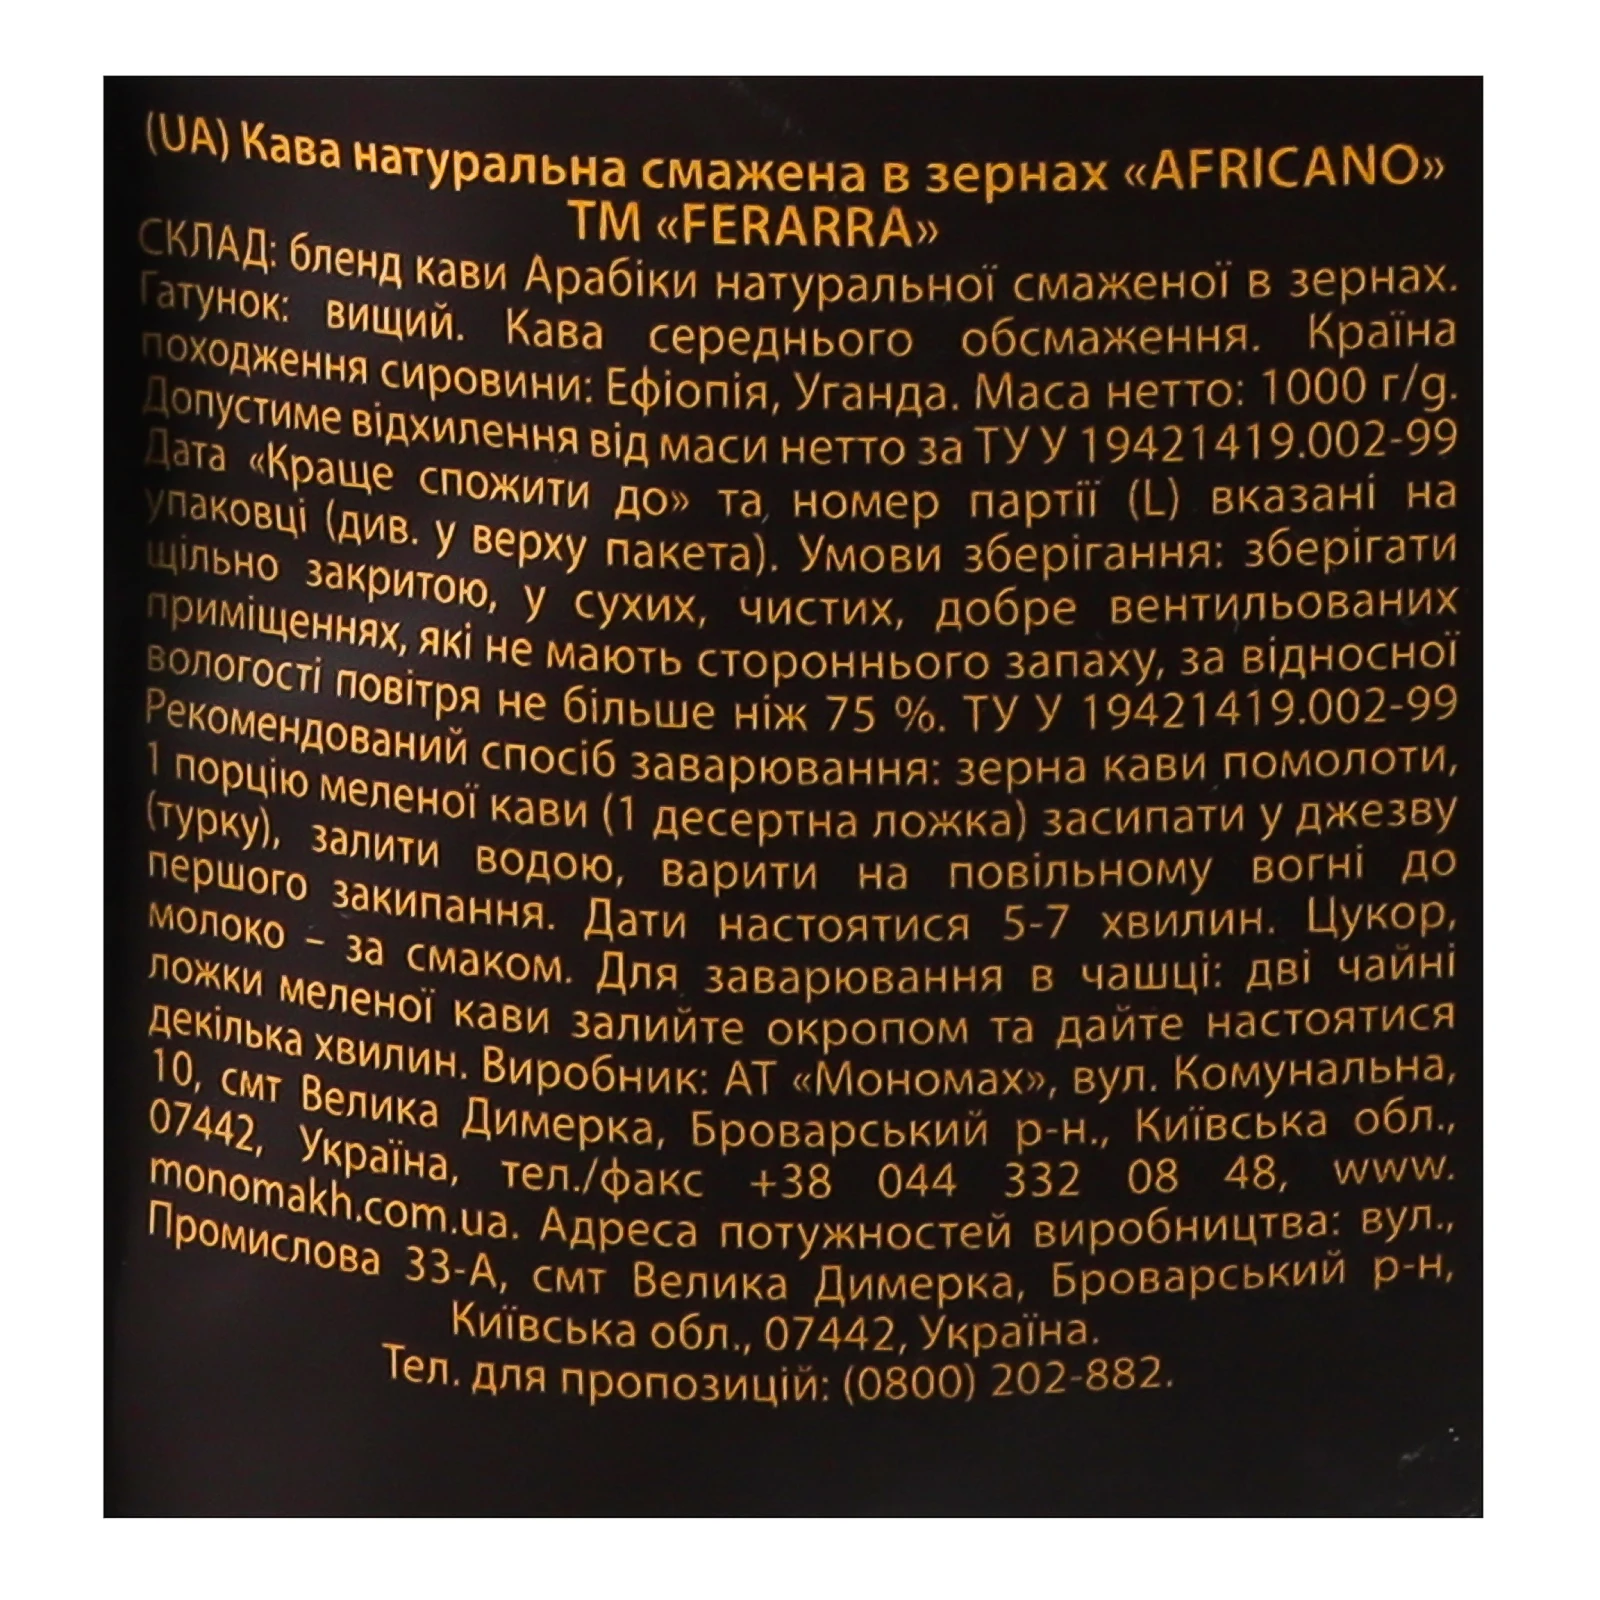 (UA) Кава натуральна смажена в зернах «AFRICANO»
ТМ «FERARRA»
СКЛАД: бленд кави Арабіки натуральної смаженої в зернах.
Гатунок: вищий. Кава середнього обсмаження. Країна
походження сировини: Ефіопія, Уганда. Маса нетто: 1000 г/g.
Допустиме відхилення від маси нетто за ТУ У 19421419.002-99
Дата «Краще спожити до» та номер партії (L) вказані на
упаковці (див. у верху пакета). Умови зберігання: зберігати
щільно закритою, у сухих, чистих, добре вентильованих
приміщеннях, які не мають стороннього запаху, за відносної
вологості повітря не більше ніж 75 %. ТУ У 19421419.002-99
Рекомендований спосіб заварювання: зерна кави помолоти,
1 порцію меленої кави (1 десертна ложка) засипати у джезву
(турку), залити водою, варити на повільному вогні до
першого закипання. Дати настоятися 5-7 хвилин. Цукор,
молоко – за смаком. Для заварювання в чашці: дві чайні
ложки меленої кави залийте окропом та дайте настоятися
декілька хвилин. Виробник: АТ «Мономах», вул. Комунальна,
10, смт Велика Димерка, Броварський р-н., Київська обл.,
07442, Україна, тел./факс +38 044 332 08 48, www.
monomakh.com.ua. Адреса потужностей виробництва: вул.,
Промислова 33-А, смт Велика Димерка, Броварський р-н,
Київська обл., 07442, Україна.
Тел. для пропозицій: (0800) 202-882.